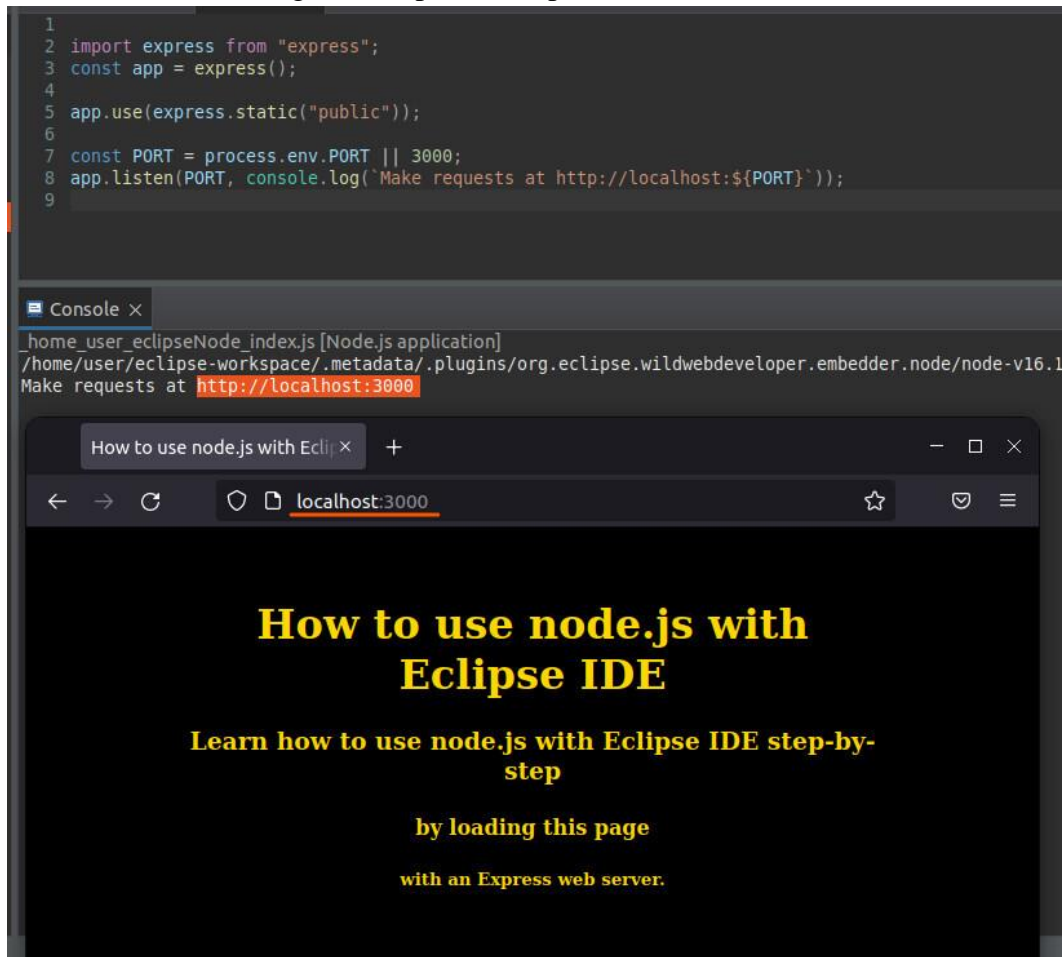 1
2 import express from "express";
3 const app = express();
4
5 app.use(express.static("public"));
6
7 const PORT = process.env.PORT || 3000;
8 app.listen(PORT, console.log(`Make requests at http://localhost:${PORT}`));
9
Console
_home_user_eclipseNode_index.js [Node.js application]
/home/user/eclipse-workspace/.metadata/.plugins/org.eclipse.wildwebdeveloper.embedder.node/node-v16.1
Make requests at http://localhost:3000
How to use node.js with Eclip
localhost:3000
How to use node.js with
Eclipse IDE
Learn how to use node.js with Eclipse IDE step-by-
step
by loading this page
with an Express web server.